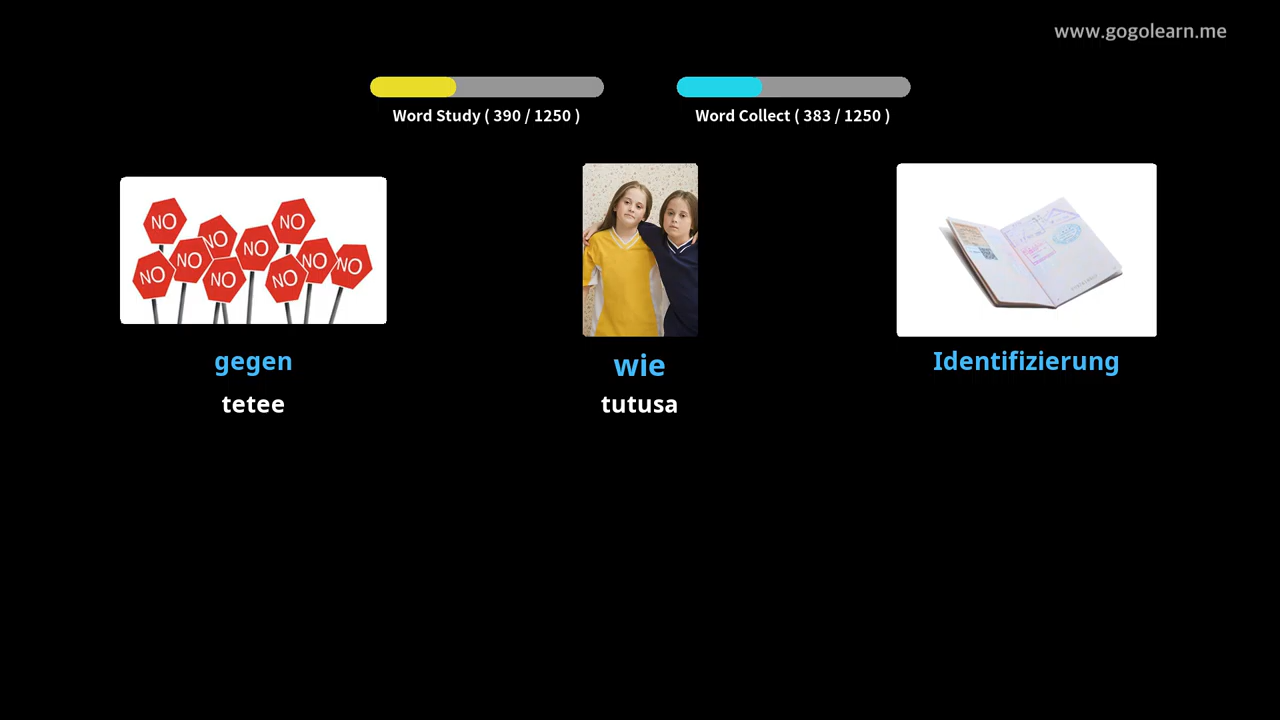 www.gogolearn.me
Word Study ( 390 / 1250 )
Word Collect ( 383 / 1250 )
NO
NO
NO
NO
NO
NO
NO
NO
NO
NO
gegen
tetee
wie
tutusa
Identifizierung